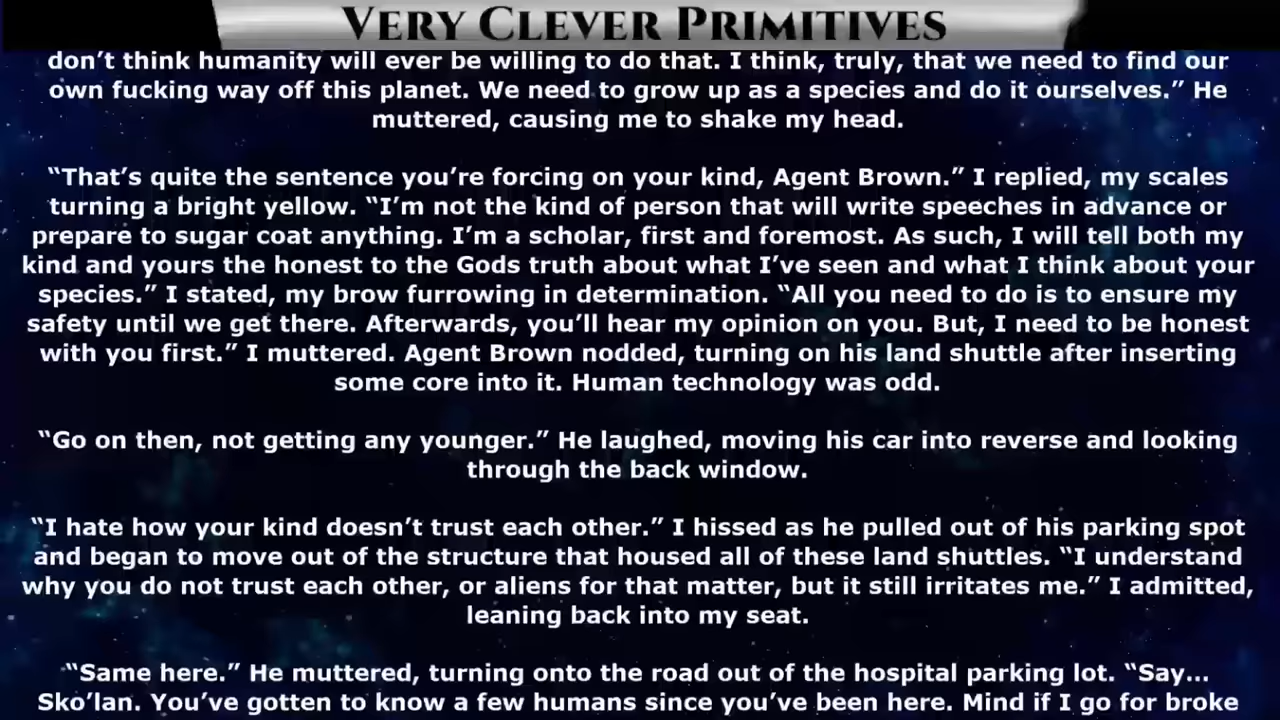 VERY CLEVER PRIMITIVES
don’t think humanity will ever be willing to do that. I think, truly, that we need to find our
own fucking way off this planet. We need to grow up as a species and do it ourselves.” He
muttered, causing me to shake my head.
“That’s quite the sentence you’re forcing on your kind, Agent Brown.” I replied, my scales
turning a bright yellow. “I’m not the kind of person that will write speeches in advance or
prepare to sugar coat anything. I’m a scholar, first and foremost. As such, I will tell both my
kind and yours the honest to the Gods truth about what I’ve seen and what I think about your
species.” I stated, my brow furrowing in determination. “All you need to do is to ensure my
safety until we get there. Afterwards, you’ll hear my opinion on you. But, I need to be honest
with you first.” I muttered. Agent Brown nodded, turning on his land shuttle after inserting
some core into it. Human technology was odd.
“Go on then, not getting any younger.” He laughed, moving his car into reverse and looking
through the back window.
“I hate how your kind doesn’t trust each other.” I hissed as he pulled out of his parking spot
and began to move out of the structure that housed all of these land shuttles. “I understand
why you do not trust each other, or aliens for that matter, but it still irritates me.” I admitted,
leaning back into my seat.
“Same here.” He muttered, turning onto the road out of the hospital parking lot. “Say...
Sko’lan. You’ve gotten to know a few humans since you’ve been here. Mind if I go for broke